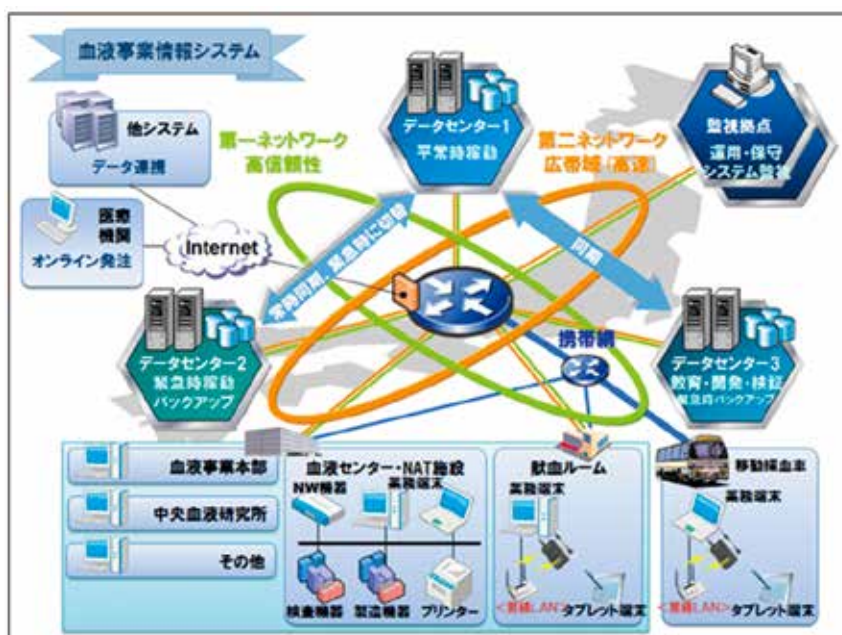 血液事業情報システム
他システム
データ連携
医療
機関
オンライン発注
Internet
第一ネットワーク
高信頼性
データセンター1
平常時稼動
第二ネットワーク
広帯域(高速)
監視拠点
運用・保守
システム監視
常時同期、緊急時に切替
同期
データセンター2
緊急時稼動
バックアップ
携帯網
データセンター3
教育・開発・検証
緊急時バックアップ
血液事業本部
中央血液研究所
その他
血液センター・NAT施設
NW機器
業務端末
検査機器
製造機器
プリンター
献血ルーム
業務端末
<無線LAN>
タブレット端末
移動採血車
業務端末
<無線LAN>
タブレット端末